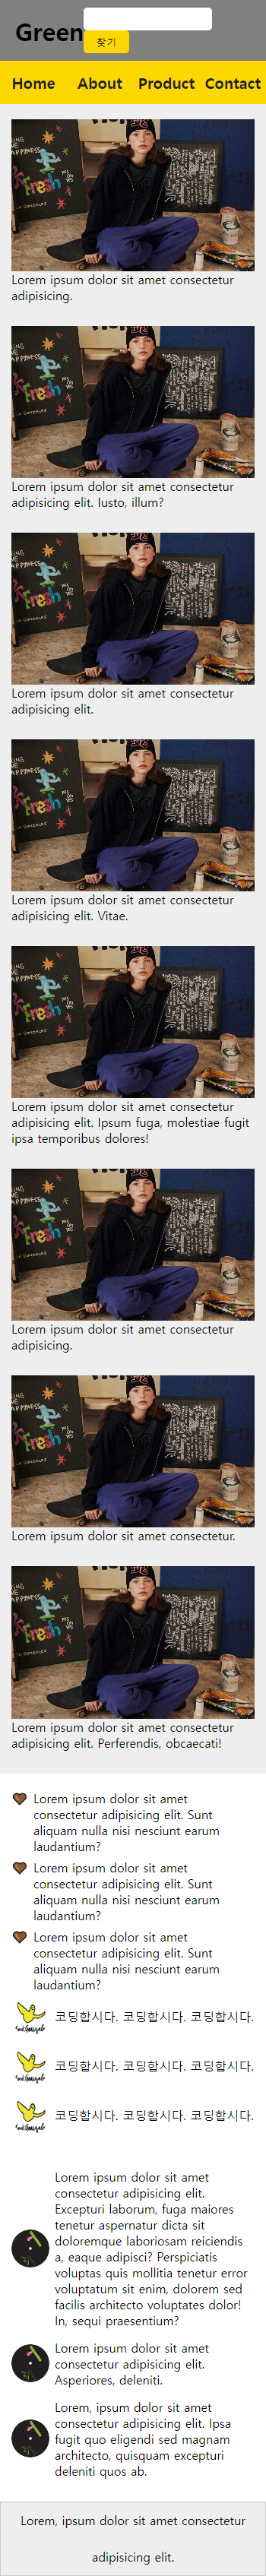 Green
찾기
Home About Product Contact
Lorem ipsum dolor sit amet consectetur
adipisicing.
Lorem ipsum dolor sit amet consectetur
adipisicing elit. Iusto, illum?
Lorem ipsum dolor sit amet consectetur
adipisicing elit.
Lorem ipsum dolor sit amet consectetur
adipisicing elit. Vitae.
Lorem ipsum dolor sit amet consectetur
adipisicing elit. Ipsum fuga, molestiae fugit
ipsa temporibus dolores!
Lorem ipsum dolor sit amet consectetur
adipisicing.
Lorem ipsum dolor sit amet consectetur.
Lorem ipsum dolor sit amet consectetur
adipisicing elit. Perferendis, obcaecati!
Lorem ipsum dolor sit amet
consectetur adipisicing elit. Sunt
aliquam nulla nisi nesciunt earum
laudantium?
Lorem ipsum dolor sit amet
consectetur adipisicing elit. Sunt
aliquam nulla nisi nesciunt earum
laudantium?
Lorem ipsum dolor sit amet
consectetur adipisicing elit. Sunt
aliquam nulla nisi nesciunt earum
laudantium?
코딩합시다. 코딩합시다. 코딩합시다.
코딩합시다. 코딩합시다. 코딩합시다.
코딩합시다. 코딩합시다. 코딩합시다.
Lorem ipsum dolor sit amet
consectetur adipisicing elit.
Excepturi laborum, fuga maiores
tenetur aspernatur dicta sit
doloremque laboriosam reiciendis
a, eaque adipisci? Perspiciatis
voluptas quis mollitia tenetur error
voluptatum sit enim, dolorem sed
facilis architecto voluptates dolor!
In, sequi praesentium?
Lorem ipsum dolor sit amet
consectetur adipisicing elit.
Asperiores, deleniti.
Lorem, ipsum dolor sit amet
consectetur adipisicing elit. Ipsa
fugit quo eligendi sed magnam
architecto, quisquam excepturi
deleniti quos ab.
Lorem, ipsum dolor sit amet consectetur
adipisicing elit.